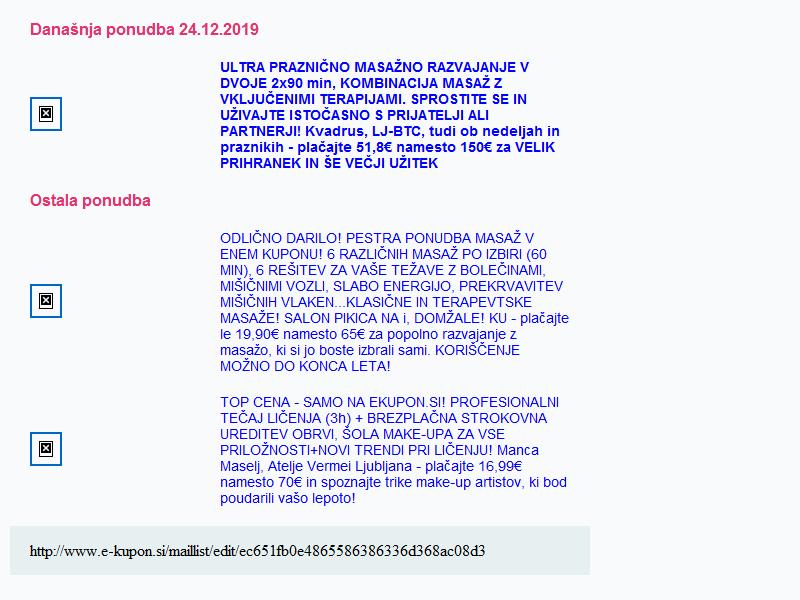 Današnja ponudba 24.12.2019
ULTRA PRAZNIČNO MASAŽNO RAZVAJANJE V
DVOJE 2x90 min, KOMBINACIJA MASAŽ Z
VKLJUČENIMI TERAPIJAMI. SPROSTITE SE IN
UŽIVAJTE ISTOČASNO S PRIJATELJI ALI
PARTNERJI! Kvadrus, LJ-BTC, tudi ob nedeljah in
praznikih - plačajte 51,8€ namesto 150€ za VELIK
PRIHRANEK IN ŠE VEČJI UŽITEK
Ostala ponudba
ODLIČNO DARILO! PESTRA PONUDBA MASAŽ V
ENEM KUPONU! 6 RAZLIČNIH MASAŽ PO IZBIRI (60
MIN), 6 REŠITEV ZA VAŠE TEŽAVE Z BOLEČINAMI,
MIŠIČNIMI VOZLI, SLABO ENERGIJO, PREKRVAVITEV
MIŠIČNIH VLAKEN...KLASIČNE IN TERAPEVTSKE
MASAŽE! SALON PIKICA NA i, DOMŽALE! KU - plačajte
le 19,90€ namesto 65€ za popolno razvajanje z
masažo, ki si jo boste izbrali sami. KORIŠČENJE
MOŽNO DO KONCA LETA!
TOP CENA - SAMO NA EKUPON.SI! PROFESIONALNI
TEČAJ LIČENJA (3h) + BREZPLAČNA STROKOVNA
UREDITEV OBRVI, ŠOLA MAKE-UPA ZA VSE
PRILOŽNOSTI+NOVI TRENDI PRI LIČENJU! Manca
Maselj, Atelje Vermei Ljubljana - plačajte 16,99€
namesto 70€ in spoznajte trike make-up artistov, ki bod
poudarili vašo lepoto!
http://www.e-kupon.si/maillist/edit/ec651fb0e4865586386336d368ac08d3